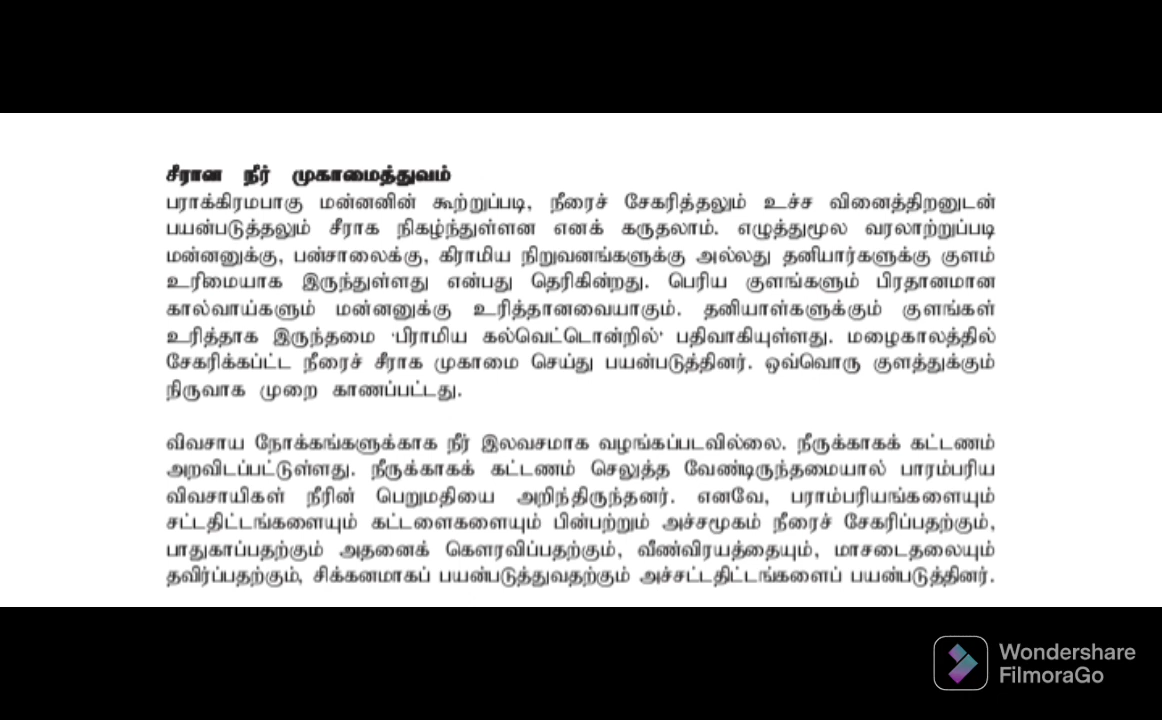 சீரான நீர் முகாமைத்துவம்
பராக்கிரமபாகு மன்னனின் கூற்றுப்படி, நீரைச் சேகரித்தலும் உச்ச வினைத்திறனுடன்
பயன்படுத்தலும் சீராக நிகழ்ந்துள்ளன எனக் கருதலாம். எழுத்துமூல வரலாற்றுப்படி
மன்னனுக்கு, பன்சாலைக்கு, கிராமிய நிறுவனங்களுக்கு அல்லது தனியார்களுக்கு குளம்
உரிமையாக இருந்துள்ளது என்பது தெரிகின்றது. பெரிய குளங்களும் பிரதானமான
கால்வாய்களும் மன்னனுக்கு உரித்தானவையாகும். தனியாள்களுக்கும் குளங்கள்
உரித்தாக இருந்தமை 'பிராமிய கல்வெட்டொன்றில்' பதிவாகியுள்ளது. மழைகாலத்தில்
சேகரிக்கப்ட்ட நீரைச் சீராக முகாமை செய்து பயன்படுத்தினர். ஒவ்வொரு குளத்துக்கும்
நிருவாக முறை காணப்பட்டது.
விவசாய நோக்கங்களுக்காக நீர் இலவசமாக வழங்கப்படவில்லை. நீருக்காகக் கட்டணம்
அறவிடப்பட்டுள்ளது. நீருக்காகக் கட்டணம் செலுத்த வேண்டிருந்தமையால் பாரம்பரிய
விவசாயிகள் நீரின் பெறுமதியை அறிந்திருந்தனர். எனவே, பராம்பரியங்களையும்
சட்டதிட்டங்களையும் கட்டளைகளையும் பின்பற்றும் அச்சமூகம் நீரைச் சேகரிப்பதற்கும்,
பாதுகாப்பதற்கும் அதனைக் கௌரவிப்பதற்கும், வீண்விரயத்தையும், மாசடைதலையும்
தவிர்ப்பதற்கும், சிக்கனமாகப் பயன்படுத்துவதற்கும் அச்சட்டதிட்டங்களைப் பயன்படுத்தினர்.
Wondershare
FilmoraGo